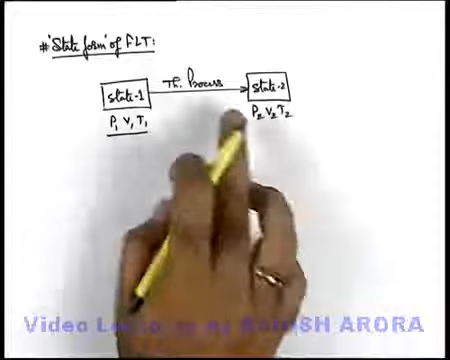 # 'State form' of FLT:
State-1 Th. Process State-2
P₁ V₁ T₁ P₂ V₂ T₂
Video Lectures by ASHISH ARORA